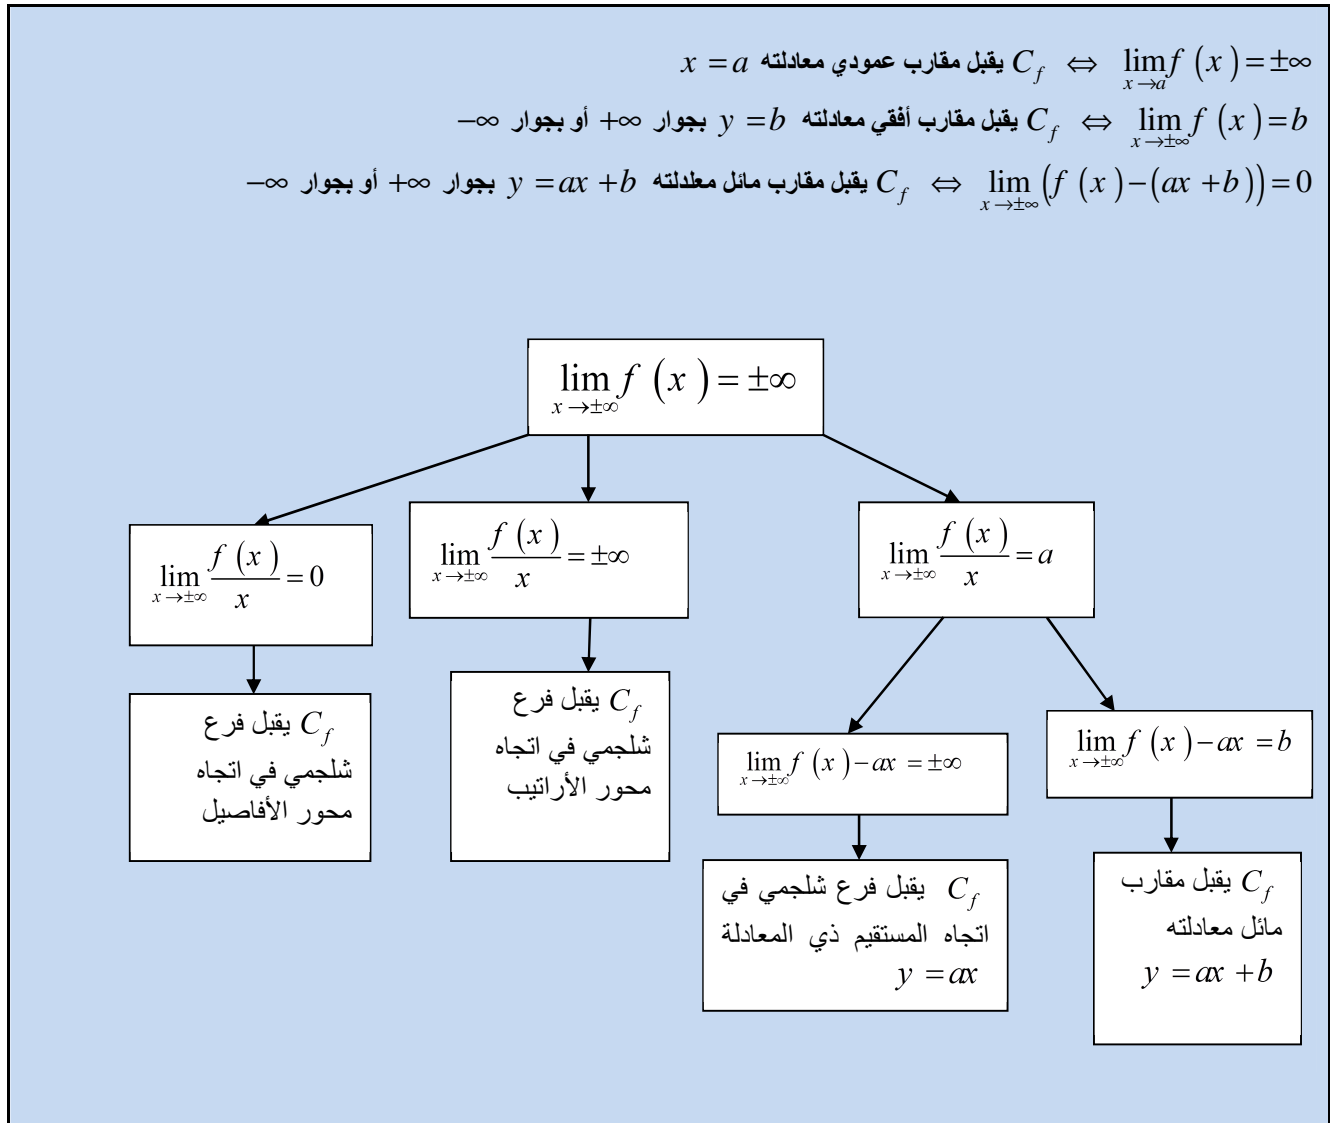 lim_{x→a} f(x) = ±∞ ⇔ C_f يقبل مقارب عمودي معادلته x = a
lim_{x→±∞} f(x) = b ⇔ C_f يقبل مقارب أفقي معادلته y = b بجوار +∞ أو بجوار −∞
lim_{x→±∞} (f(x) − (ax + b)) = 0 ⇔ C_f يقبل مقارب مائل معلدلته y = ax + b بجوار +∞ أو بجوار −∞
lim_{x→±∞} f(x) = ±∞
lim_{x→±∞} f(x)/x = a
lim_{x→±∞} f(x)/x = ±∞
lim_{x→±∞} f(x)/x = 0
lim_{x→±∞} f(x) − ax = b
lim_{x→±∞} f(x) − ax = ±∞
C_f يقبل مقارب
مائل معادلته
y = ax + b
C_f يقبل فرع شلجمي في
اتجاه المستقيم ذي المعادلة
y = ax
C_f يقبل فرع
شلجمي في اتجاه
محور الأراتيب
C_f يقبل فرع
شلجمي في اتجاه
محور الأفاصيل